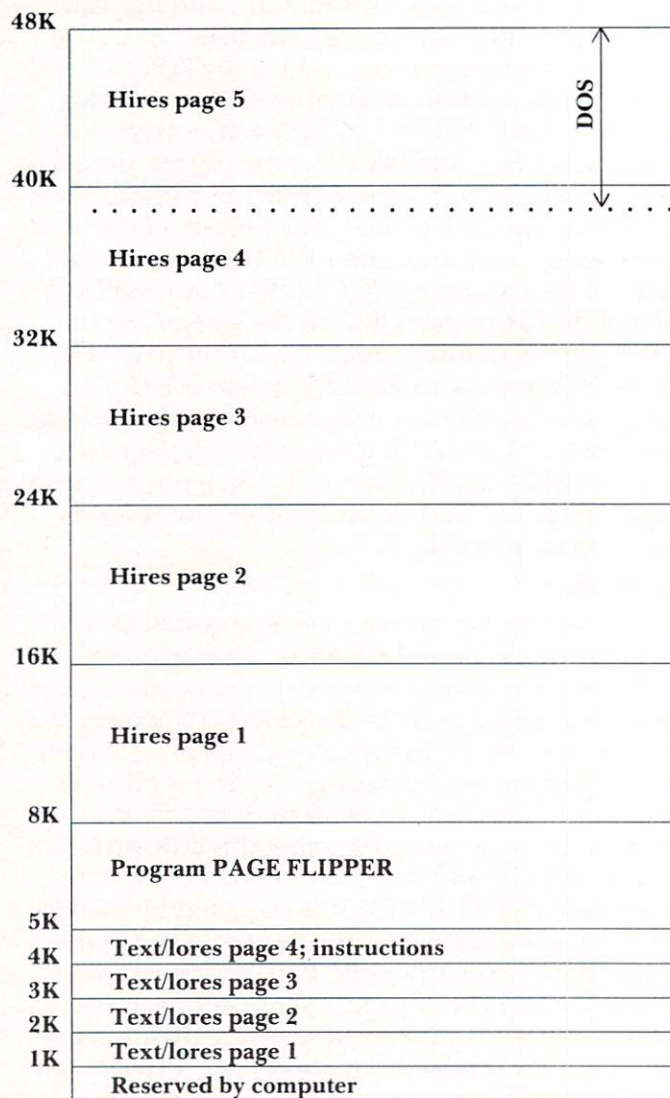 48K
Hires page 5
DOS
40K
Hires page 4
32K
Hires page 3
24K
Hires page 2
16K
Hires page 1
8K
Program PAGE FLIPPER
5K
Text/lores page 4; instructions
4K
Text/lores page 3
3K
Text/lores page 2
2K
Text/lores page 1
1K
Reserved by computer